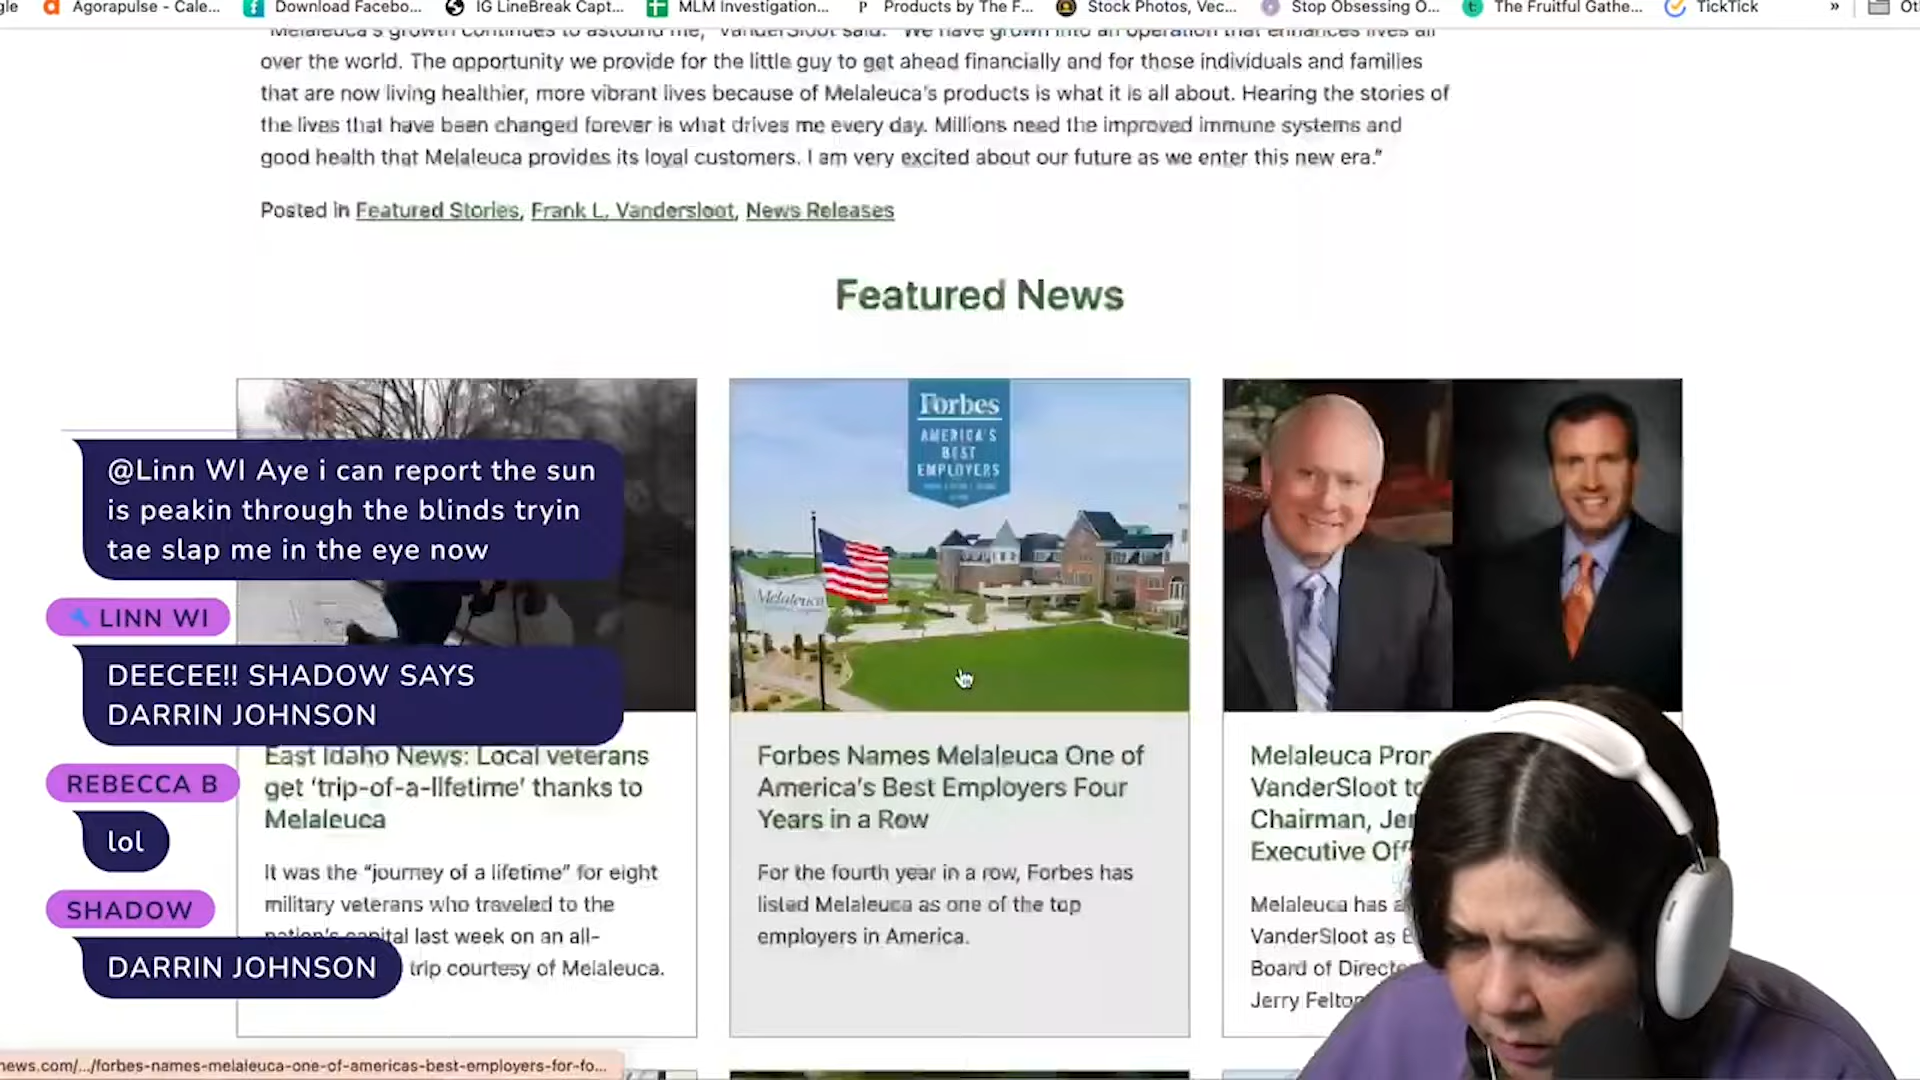 gle
Agorapulse - Cale...
Download Facebo...
IG LineBreak Capt...
MLM Investigation...
Products by The F...
Stock Photos, Vec...
Stop Obsessing O...
The Fruitful Gathe...
TickTick
»
"Melaleuca's growth continues to astound me," VanderSloot said. "We have grown into an operation that enhances lives all
over the world. The opportunity we provide for the little guy to get ahead financially and for those individuals and families
that are now living healthier, more vibrant lives because of Melaleuca's products is what it is all about. Hearing the stories of
the lives that have been changed forever is what drives me every day. Millions need the improved immune systems and
good health that Melaleuca provides its loyal customers. I am very excited about our future as we enter this new era."
Posted in Featured Stories, Frank L. Vandersloot, News Releases
Featured News
Forbes
AMERICA'S
BEST
EMPLOYERS
Melaleuca
@Linn WI Aye i can report the sun
is peakin through the blinds tryin
tae slap me in the eye now
LINN WI
DEECEE!! SHADOW SAYS
DARRIN JOHNSON
REBECCA B
lol
SHADOW
DARRIN JOHNSON
East Idaho News: Local veterans
get 'trip-of-a-lifetime' thanks to
Melaleuca
It was the "journey of a lifetime" for eight
military veterans who traveled to the
nation's capital last week on an all-
trip courtesy of Melaleuca.
Forbes Names Melaleuca One of
America's Best Employers Four
Years in a Row
For the fourth year in a row, Forbes has
listed Melaleuca as one of the top
employers in America.
Melaleuca Pro
VanderSloot to
Chairman, Je
Executive Off
Melaleuca has a
VanderSloot as E
Board of Directo
Jerry Felton
news.com/.../forbes-names-melaleuca-one-of-americas-best-employers-for-fo...